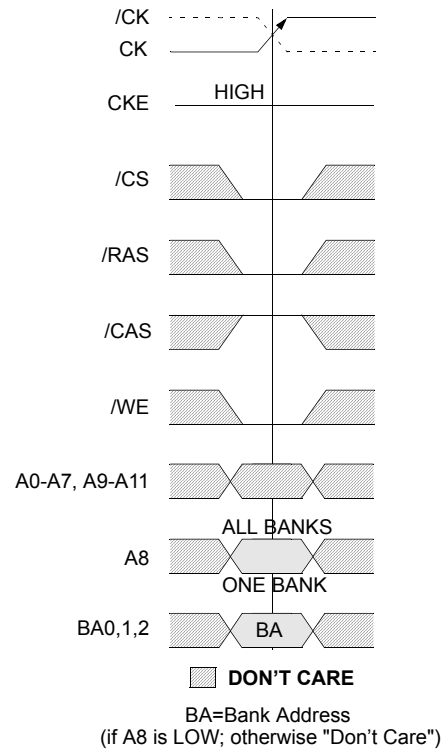 /CK
CK
CKE HIGH
/CS
/RAS
/CAS
/WE
A0-A7, A9-A11
ALL BANKS
A8
ONE BANK
BA0,1,2 BA
DON'T CARE
BA=Bank Address
(if A8 is LOW; otherwise "Don't Care")